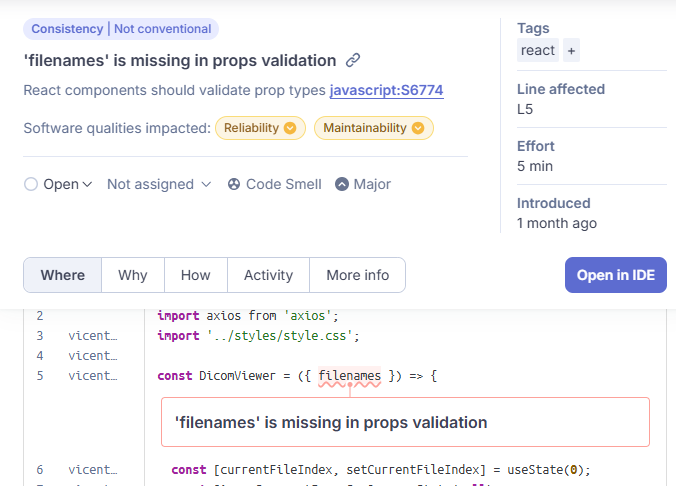 Consistency | Not conventional
'filenames' is missing in props validation
React components should validate prop types javascript:S6774
Software qualities impacted: Reliability Maintainability
Open Not assigned Code Smell Major
Tags
react +
Line affected
L5
Effort
5 min
Introduced
1 month ago
Where Why How Activity More info
Open in IDE
2 import axios from 'axios';
3 vicent… import '../styles/style.css';
4 vicent…
5 vicent… const DicomViewer = ({ filenames }) => {
'filenames' is missing in props validation
6 vicent… const [currentFileIndex, setCurrentFileIndex] = useState(0);